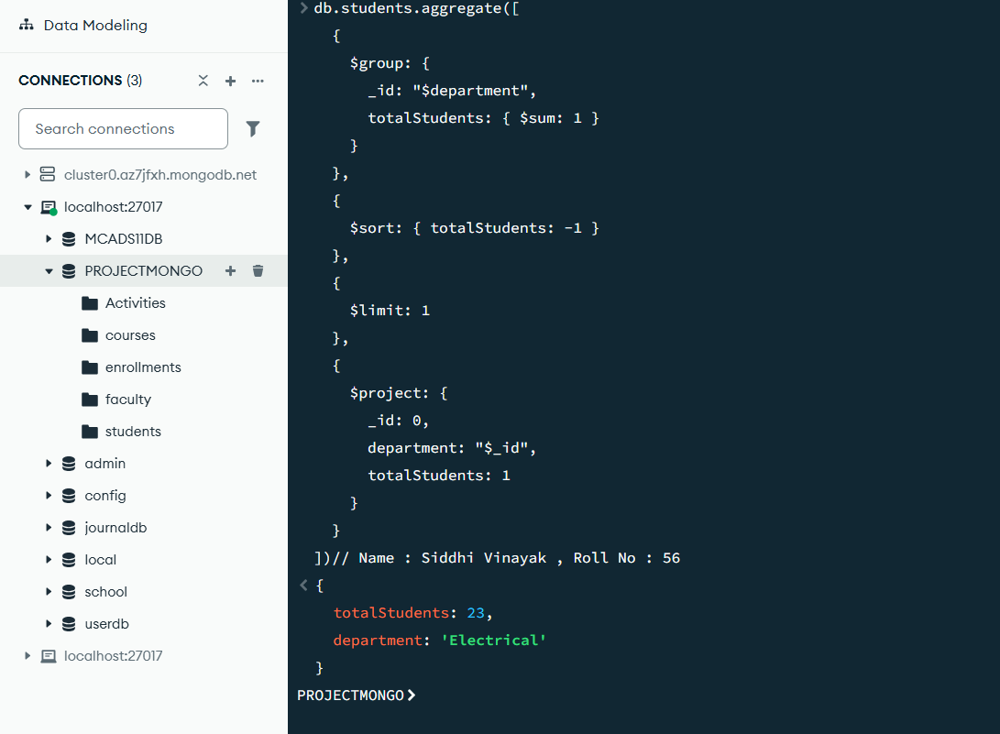 Data Modeling
CONNECTIONS (3)
Search connections
cluster0.az7jfxh.mongodb.net
localhost:27017
MCADS11DB
PROJECTMONGO
Activities
courses
enrollments
faculty
students
admin
config
journaldb
local
school
userdb
localhost:27017
db.students.aggregate([
{
$group: {
_id: "$department",
totalStudents: { $sum: 1 }
}
},
{
$sort: { totalStudents: -1 }
},
{
$limit: 1
},
{
$project: {
_id: 0,
department: "$_id",
totalStudents: 1
}
}
])// Name : Siddhi Vinayak , Roll No : 56
{
totalStudents: 23,
department: 'Electrical'
}
PROJECTMONGO>